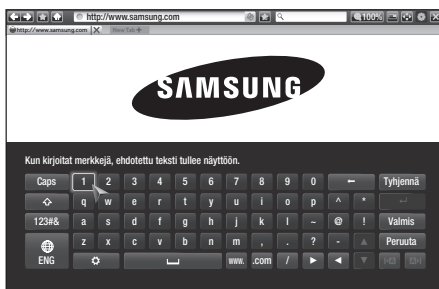 http://www.samsung.com 100%
http://www.samsung.com New Tab +
SAMSUNG
Kun kirjoitat merkkejä, ehdotettu teksti tullee näyttöön.
Caps 1 2 3 4 5 6 7 8 9 0 ← Tyhjennä
q w e r t y u i o p ^ *
123#& a s d f g h j k l ~ @ ! Valmis
z x c v b n m , . ? - Peruuta
ENG www. .com /